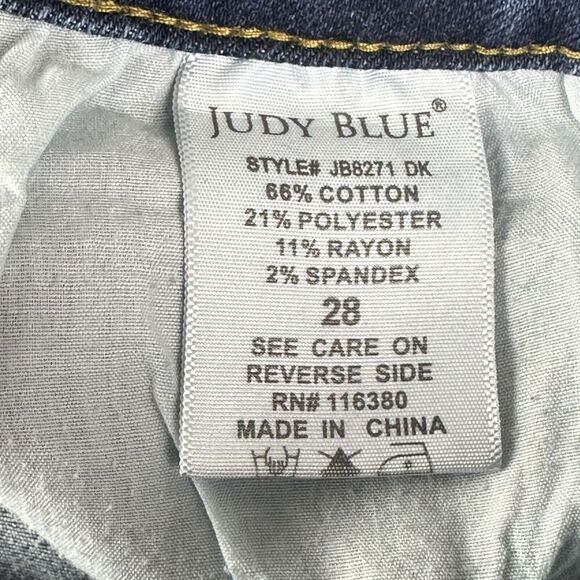 JUDY BLUE®
STYLE# JB8271 DK
66% COTTON
21% POLYESTER
11% RAYON
2% SPANDEX
28
SEE CARE ON
REVERSE SIDE
RN# 116380
MADE IN CHINA